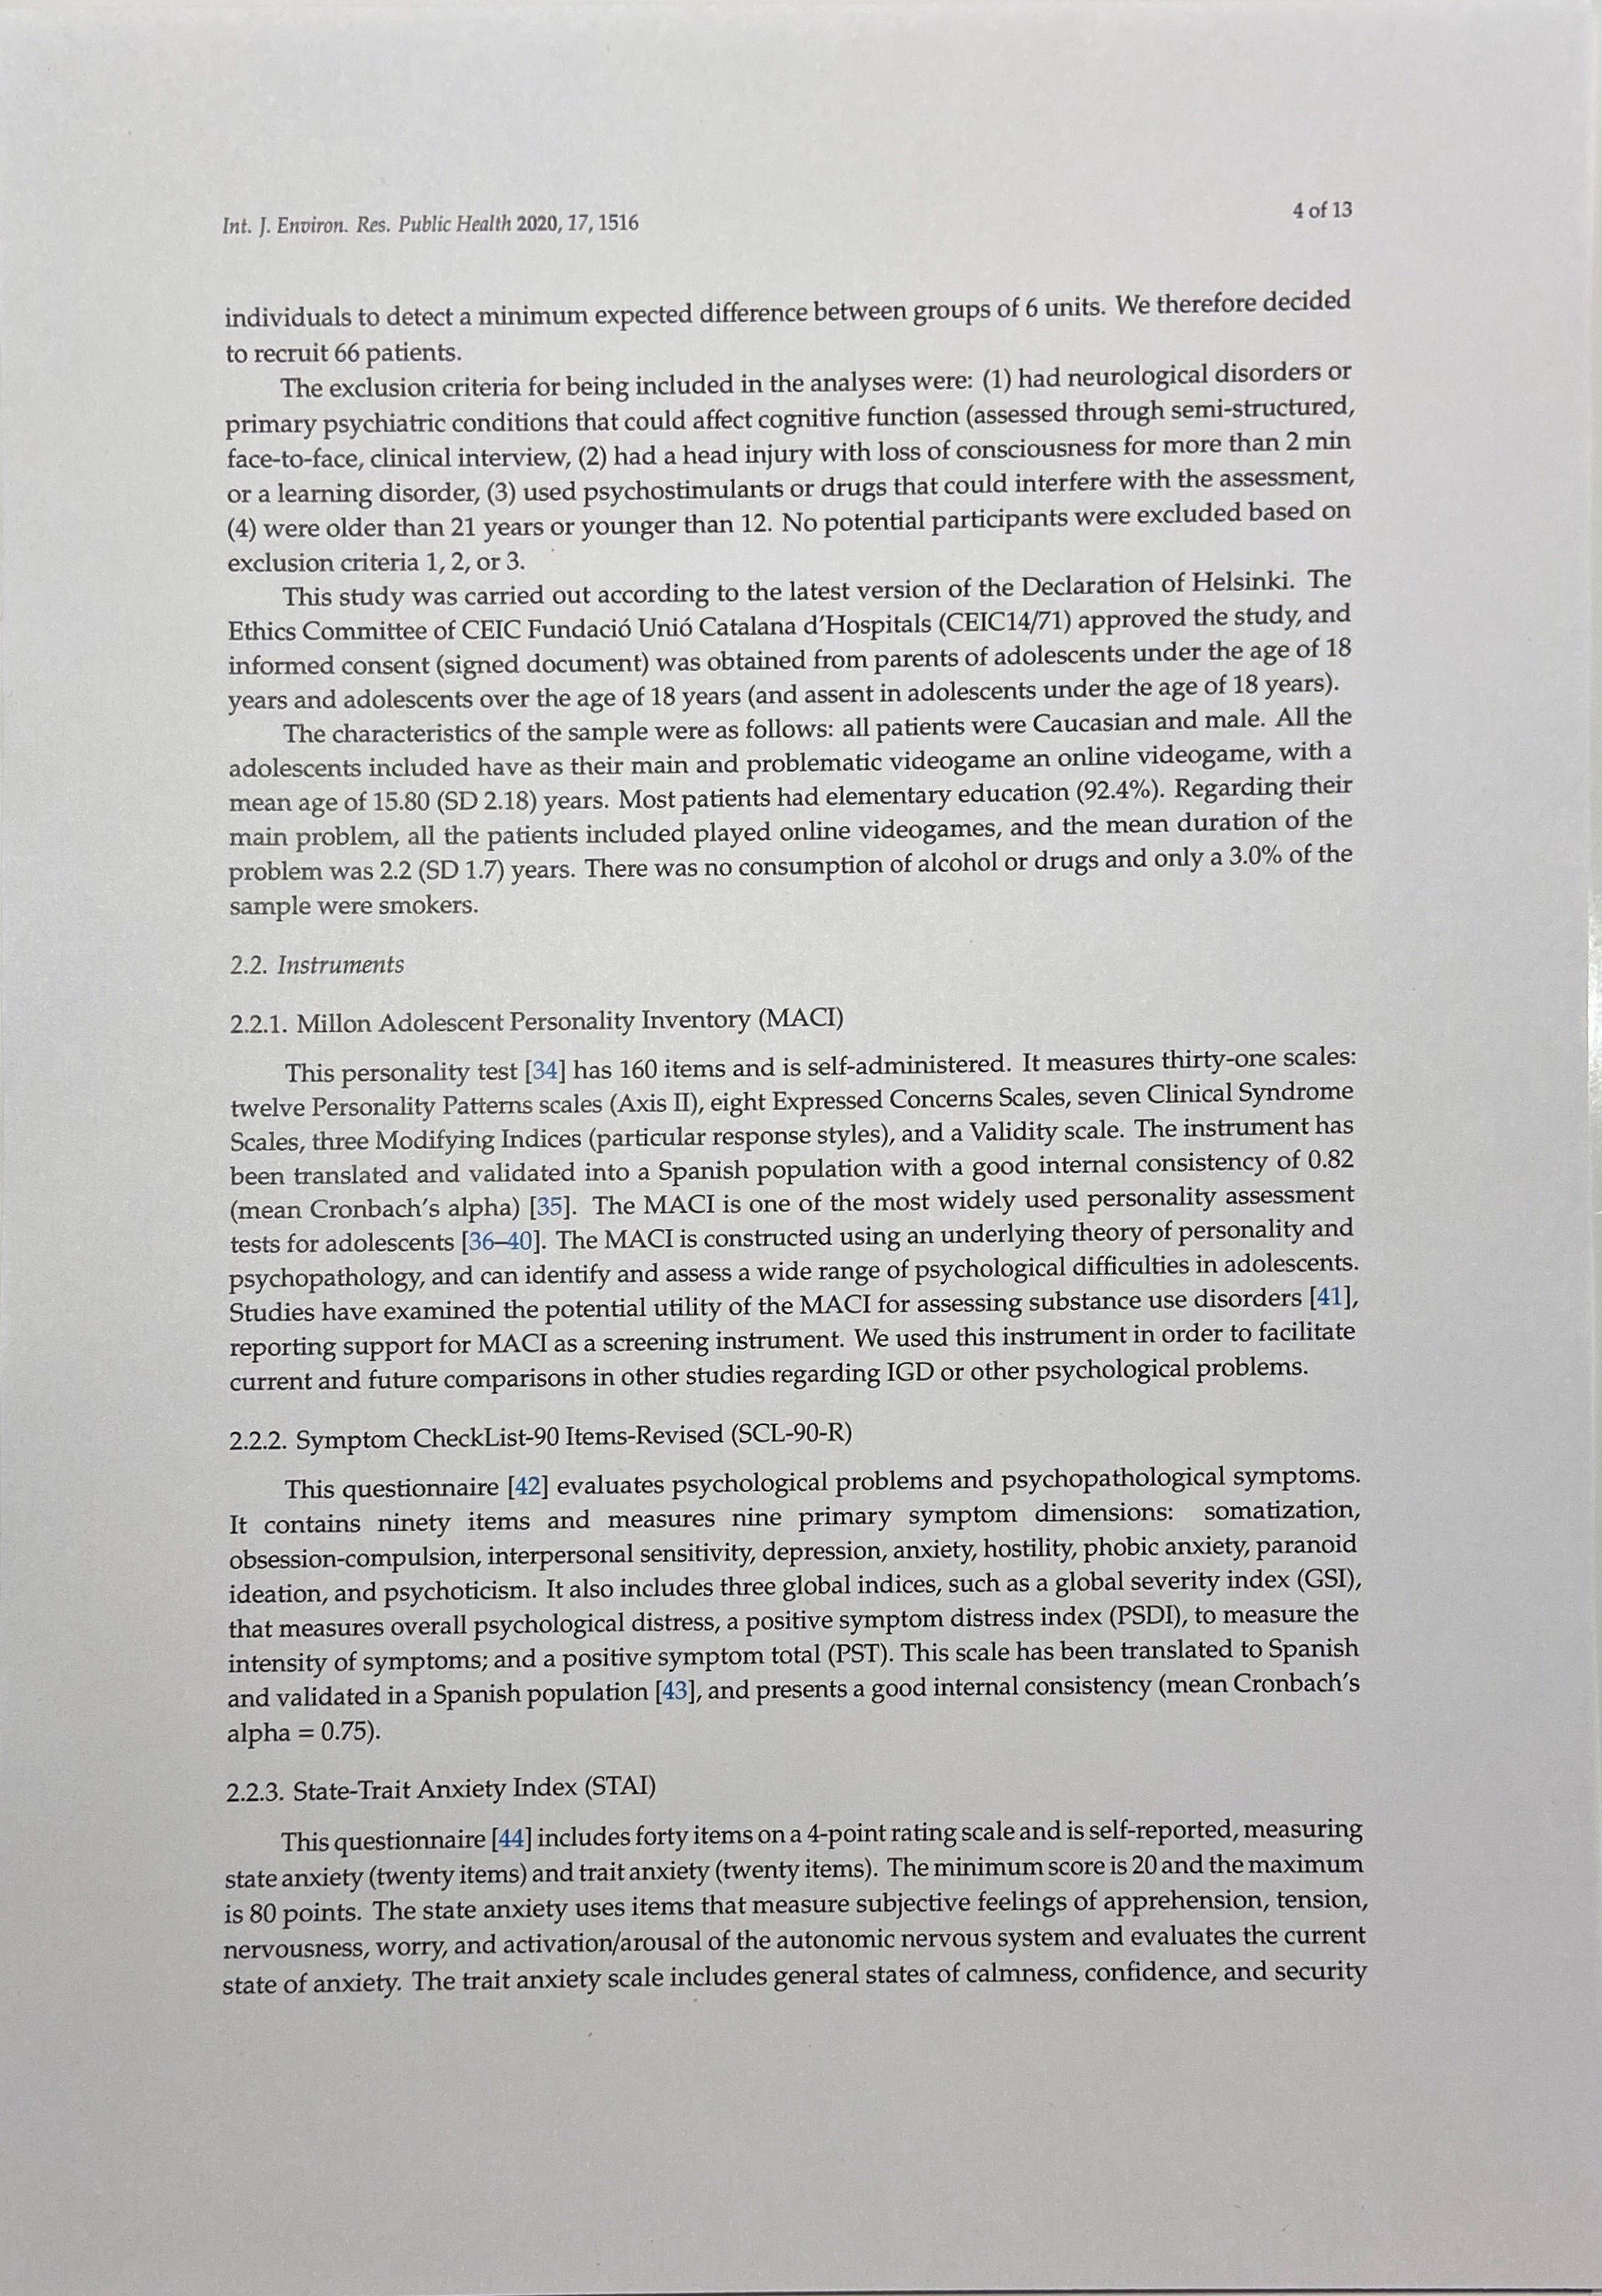 Int. J. Environ. Res. Public Health 2020, 17, 1516
4 of 13
individuals to detect a minimum expected difference between groups of 6 units. We therefore decided
to recruit 66 patients.
The exclusion criteria for being included in the analyses were: (1) had neurological disorders or
primary psychiatric conditions that could affect cognitive function (assessed through semi-structured,
face-to-face, clinical interview, (2) had a head injury with loss of consciousness for more than 2 min
or a learning disorder, (3) used psychostimulants or drugs that could interfere with the assessment,
(4) were older than 21 years or younger than 12. No potential participants were excluded based on
exclusion criteria 1, 2, or 3.
This study was carried out according to the latest version of the Declaration of Helsinki. The
Ethics Committee of CEIC Fundació Unió Catalana d'Hospitals (CEIC14/71) approved the study, and
informed consent (signed document) was obtained from parents of adolescents under the age of 18
years and adolescents over the age of 18 years (and assent in adolescents under the age of 18 years).
The characteristics of the sample were as follows: all patients were Caucasian and male. All the
adolescents included have as their main and problematic videogame an online videogame, with a
mean age of 15.80 (SD 2.18) years. Most patients had elementary education (92.4%). Regarding their
main problem, all the patients included played online videogames, and the mean duration of the
problem was 2.2 (SD 1.7) years. There was no consumption of alcohol or drugs and only a 3.0% of the
sample were smokers.
2.2. Instruments
2.2.1. Millon Adolescent Personality Inventory (MACI)
This personality test [34] has 160 items and is self-administered. It measures thirty-one scales:
twelve Personality Patterns scales (Axis II), eight Expressed Concerns Scales, seven Clinical Syndrome
Scales, three Modifying Indices (particular response styles), and a Validity scale. The instrument has
been translated and validated into a Spanish population with a good internal consistency of 0.82
(mean Cronbach's alpha) [35]. The MACI is one of the most widely used personality assessment
tests for adolescents [36–40]. The MACI is constructed using an underlying theory of personality and
psychopathology, and can identify and assess a wide range of psychological difficulties in adolescents.
Studies have examined the potential utility of the MACI for assessing substance use disorders [41],
reporting support for MACI as a screening instrument. We used this instrument in order to facilitate
current and future comparisons in other studies regarding IGD or other psychological problems.
2.2.2. Symptom CheckList-90 Items-Revised (SCL-90-R)
This questionnaire [42] evaluates psychological problems and psychopathological symptoms.
It contains ninety items and measures nine primary symptom dimensions: somatization,
obsession-compulsion, interpersonal sensitivity, depression, anxiety, hostility, phobic anxiety, paranoid
ideation, and psychoticism. It also includes three global indices, such as a global severity index (GSI),
that measures overall psychological distress, a positive symptom distress index (PSDI), to measure the
intensity of symptoms; and a positive symptom total (PST). This scale has been translated to Spanish
and validated in a Spanish population [43], and presents a good internal consistency (mean Cronbach's
alpha = 0.75).
2.2.3. State-Trait Anxiety Index (STAI)
This questionnaire [44] includes forty items on a 4-point rating scale and is self-reported, measuring
state anxiety (twenty items) and trait anxiety (twenty items). The minimum score is 20 and the maximum
is 80 points. The state anxiety uses items that measure subjective feelings of apprehension, tension,
nervousness, worry, and activation/arousal of the autonomic nervous system and evaluates the current
state of anxiety. The trait anxiety scale includes general states of calmness, confidence, and security